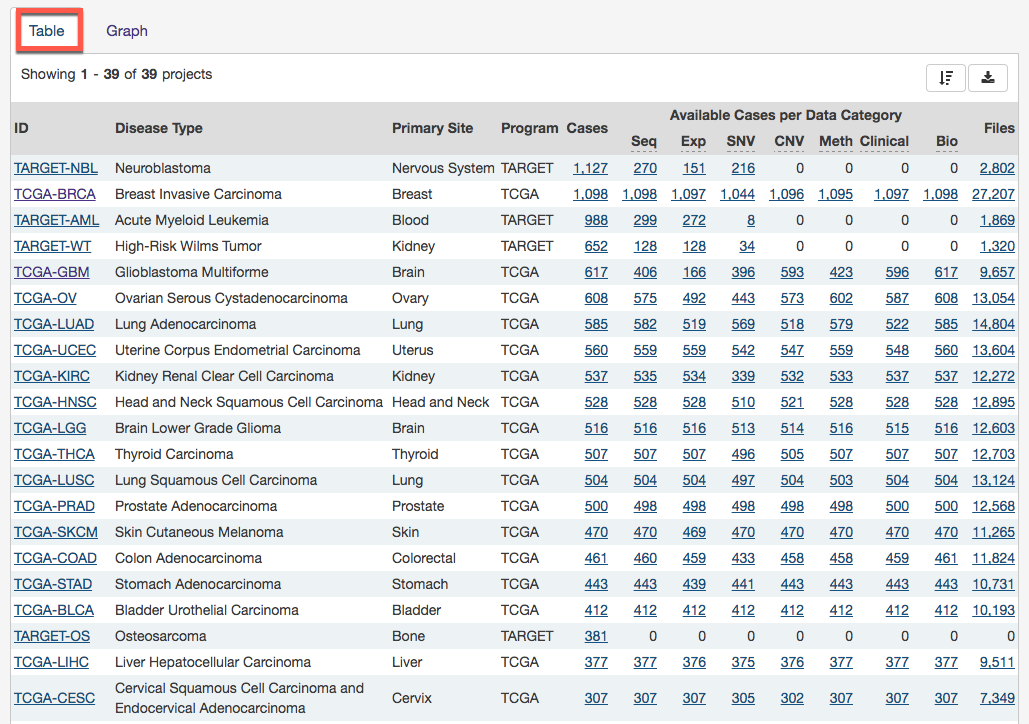 Table Graph
Showing 1 - 39 of 39 projects
Available Cases per Data Category
ID Disease Type Primary Site Program Cases Files
Seq Exp SNV CNV Meth Clinical Bio
TARGET-NBL Neuroblastoma Nervous System TARGET 1,127 270 151 216 0 0 0 0 2,802
TCGA-BRCA Breast Invasive Carcinoma Breast TCGA 1,098 1,098 1,097 1,044 1,096 1,095 1,097 1,098 27,207
TARGET-AML Acute Myeloid Leukemia Blood TARGET 988 299 272 8 0 0 0 0 1,869
TARGET-WT High-Risk Wilms Tumor Kidney TARGET 652 128 128 34 0 0 0 0 1,320
TCGA-GBM Glioblastoma Multiforme Brain TCGA 617 406 166 396 593 423 596 617 9,657
TCGA-OV Ovarian Serous Cystadenocarcinoma Ovary TCGA 608 575 492 443 573 602 587 608 13,054
TCGA-LUAD Lung Adenocarcinoma Lung TCGA 585 582 519 569 518 579 522 585 14,804
TCGA-UCEC Uterine Corpus Endometrial Carcinoma Uterus TCGA 560 559 559 542 547 559 548 560 13,604
TCGA-KIRC Kidney Renal Clear Cell Carcinoma Kidney TCGA 537 535 534 339 532 533 537 537 12,272
TCGA-HNSC Head and Neck Squamous Cell Carcinoma Head and Neck TCGA 528 528 528 510 521 528 528 528 12,895
TCGA-LGG Brain Lower Grade Glioma Brain TCGA 516 516 516 513 514 516 515 516 12,603
TCGA-THCA Thyroid Carcinoma Thyroid TCGA 507 507 507 496 505 507 507 507 12,703
TCGA-LUSC Lung Squamous Cell Carcinoma Lung TCGA 504 504 504 497 504 503 504 504 13,124
TCGA-PRAD Prostate Adenocarcinoma Prostate TCGA 500 498 498 498 498 498 500 500 12,568
TCGA-SKCM Skin Cutaneous Melanoma Skin TCGA 470 470 469 470 470 470 470 470 11,265
TCGA-COAD Colon Adenocarcinoma Colorectal TCGA 461 460 459 433 458 458 459 461 11,824
TCGA-STAD Stomach Adenocarcinoma Stomach TCGA 443 443 439 441 443 443 443 443 10,731
TCGA-BLCA Bladder Urothelial Carcinoma Bladder TCGA 412 412 412 412 412 412 412 412 10,193
TARGET-OS Osteosarcoma Bone TARGET 381 0 0 0 0 0 0 0 0
TCGA-LIHC Liver Hepatocellular Carcinoma Liver TCGA 377 377 376 375 376 377 377 377 9,511
TCGA-CESC Cervical Squamous Cell Carcinoma and Cervix TCGA 307 307 307 305 302 307 307 307 7,349
Endocervical Adenocarcinoma